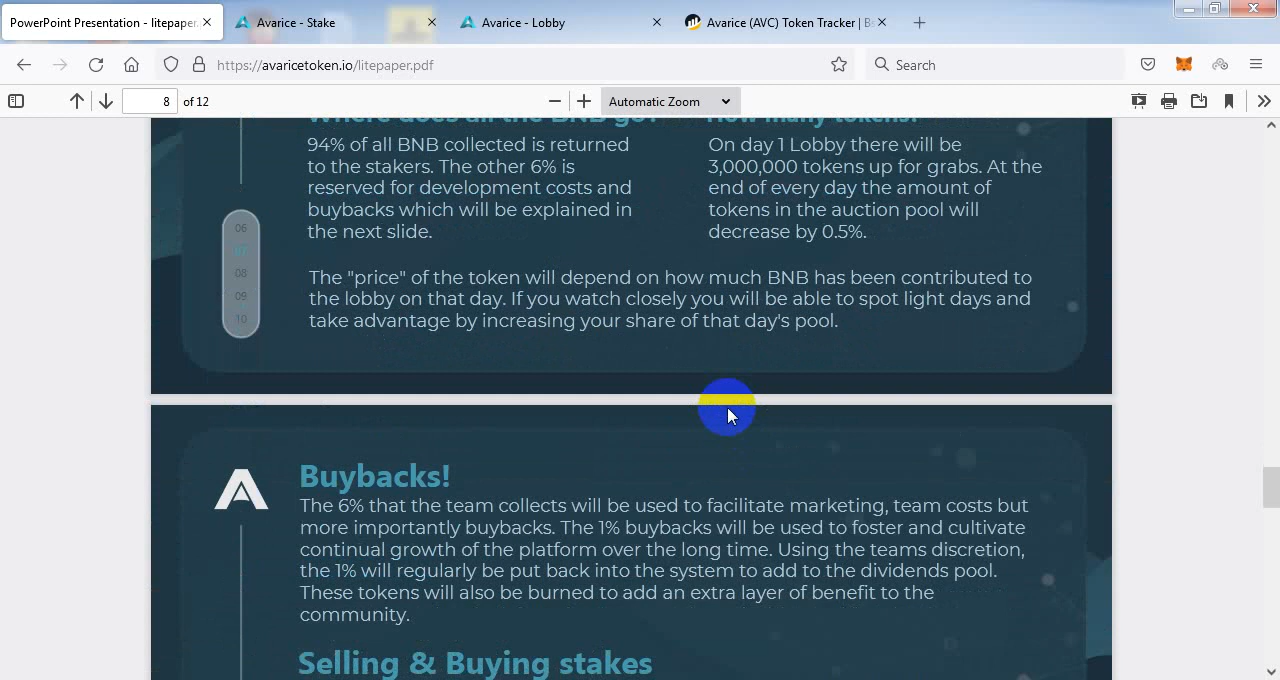 PowerPoint Presentation - litepaper.
Avarice - Stake
Avarice - Lobby
Avarice (AVC) Token Tracker | B
https://avaricetoken.io/litepaper.pdf
Search
8 of 12
Automatic Zoom
Where does all the BNB go?
94% of all BNB collected is returned
to the stakers. The other 6% is
reserved for development costs and
buybacks which will be explained in
the next slide.
How many tokens?
On day 1 Lobby there will be
3,000,000 tokens up for grabs. At the
end of every day the amount of
tokens in the auction pool will
decrease by 0.5%.
06
07
08
09
10
The "price" of the token will depend on how much BNB has been contributed to
the lobby on that day. If you watch closely you will be able to spot light days and
take advantage by increasing your share of that day's pool.
Buybacks!
The 6% that the team collects will be used to facilitate marketing, team costs but
more importantly buybacks. The 1% buybacks will be used to foster and cultivate
continual growth of the platform over the long time. Using the teams discretion,
the 1% will regularly be put back into the system to add to the dividends pool.
These tokens will also be burned to add an extra layer of benefit to the
community.
Selling & Buying stakes